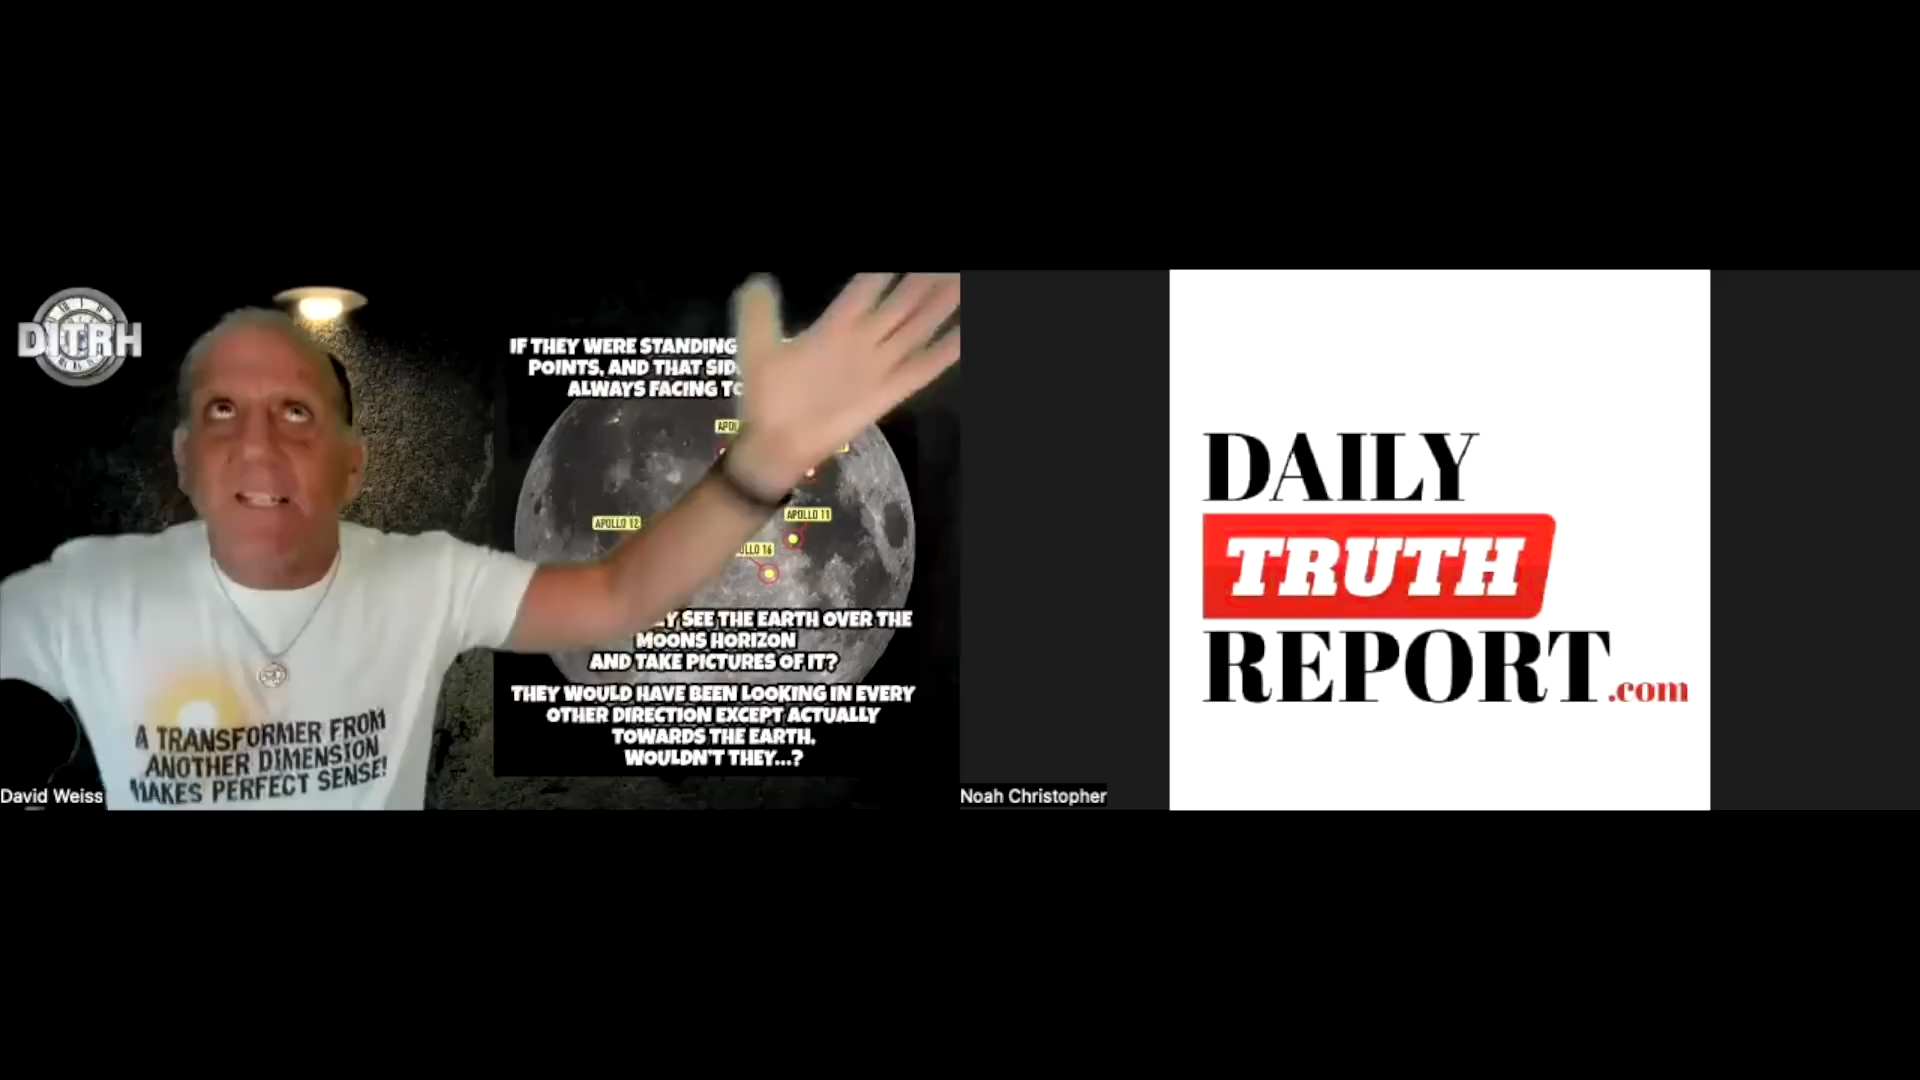 DITRH
IF THEY WERE STANDING
POINTS, AND THAT SID
ALWAYS FACING TO
APOL
APOLLO 11
APOLLO 12
LLO 16
Y SEE THE EARTH OVER THE
MOONS HORIZON
AND TAKE PICTURES OF IT?
THEY WOULD HAVE BEEN LOOKING IN EVERY
OTHER DIRECTION EXCEPT ACTUALLY
TOWARDS THE EARTH,
WOULDN'T THEY...?
A TRANSFORMER FROM
ANOTHER DIMENSION
MAKES PERFECT SENSE!
David Weiss
DAILY
TRUTH
REPORT.com
Noah Christopher